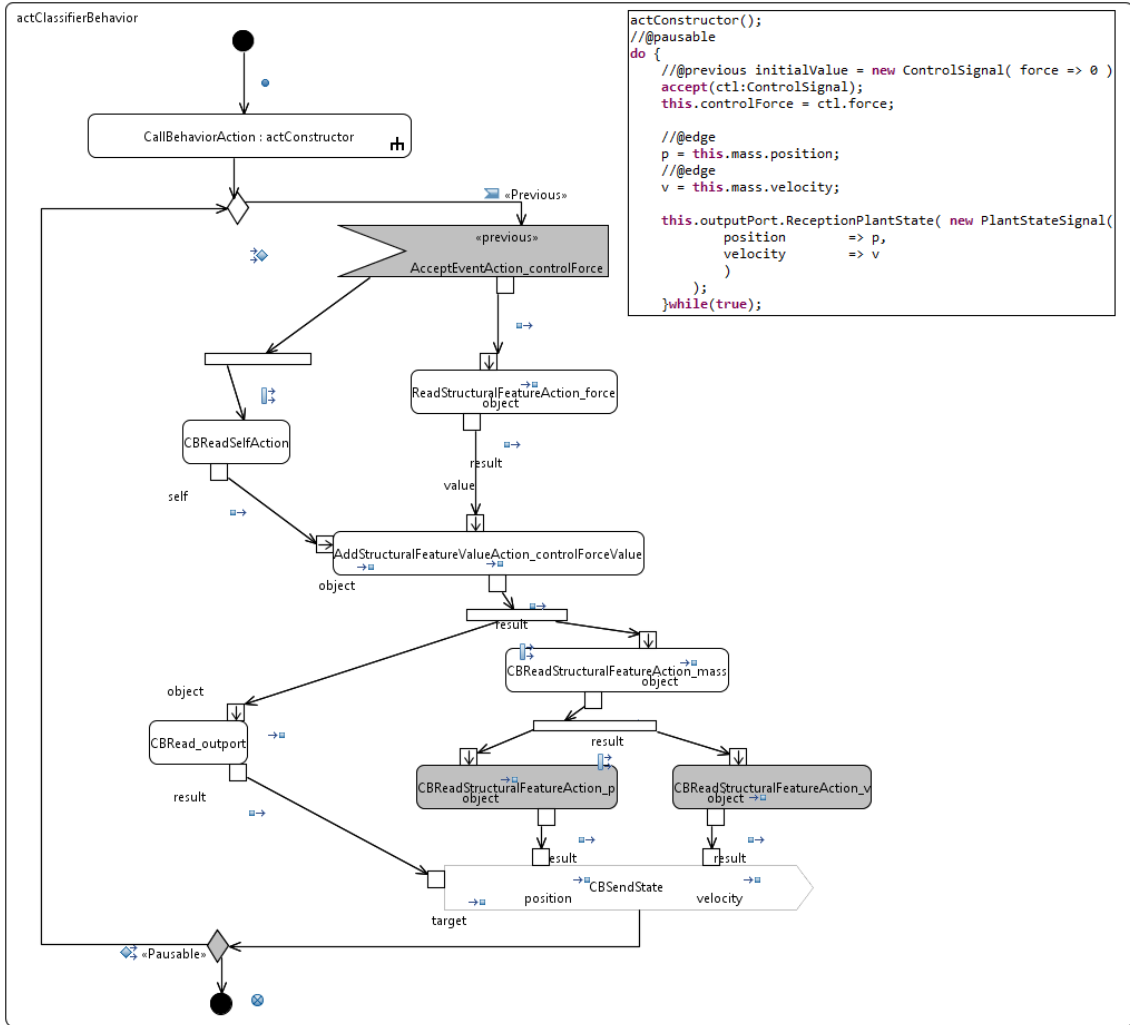 actClassifierBehavior
actConstructor();
//@pausable
do {
//@previous initialValue = new ControlSignal( force => 0 )
accept(ctl:ControlSignal);
this.controlForce = ctl.force;
//@edge
p = this.mass.position;
//@edge
v = this.mass.velocity;
this.outputPort.ReceptionPlantState( new PlantStateSignal(
position => p,
velocity => v
)
);
}while(true);
CallBehaviorAction : actConstructor
«Previous»
«previous»
AcceptEventAction_controlForce
ReadStructuralFeatureAction_force
object
CBReadSelfAction
result
value
self
AddStructuralFeatureValueAction_controlForceValue
object
result
CBReadStructuralFeatureAction_mass
object
object
CBRead_outport
result
result
CBReadStructuralFeatureAction_p
object
CBReadStructuralFeatureAction_v
object
result
result
CBSendState
position
velocity
target
«Pausable»